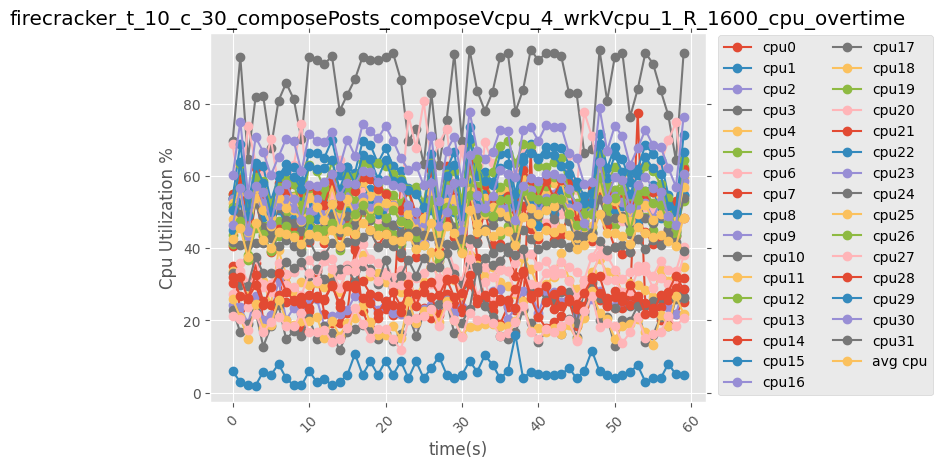 firecracker_t_10_c_30_composePosts_composeVcpu_4_wrkVcpu_1_R_1600_cpu_overtime
Cpu Utilization %
80
60
40
20
0
0
10
20
30
40
50
60
time(s)
cpu0
cpu1
cpu2
cpu3
cpu4
cpu5
cpu6
cpu7
cpu8
cpu9
cpu10
cpu11
cpu12
cpu13
cpu14
cpu15
cpu16
cpu17
cpu18
cpu19
cpu20
cpu21
cpu22
cpu23
cpu24
cpu25
cpu26
cpu27
cpu28
cpu29
cpu30
cpu31
avg cpu